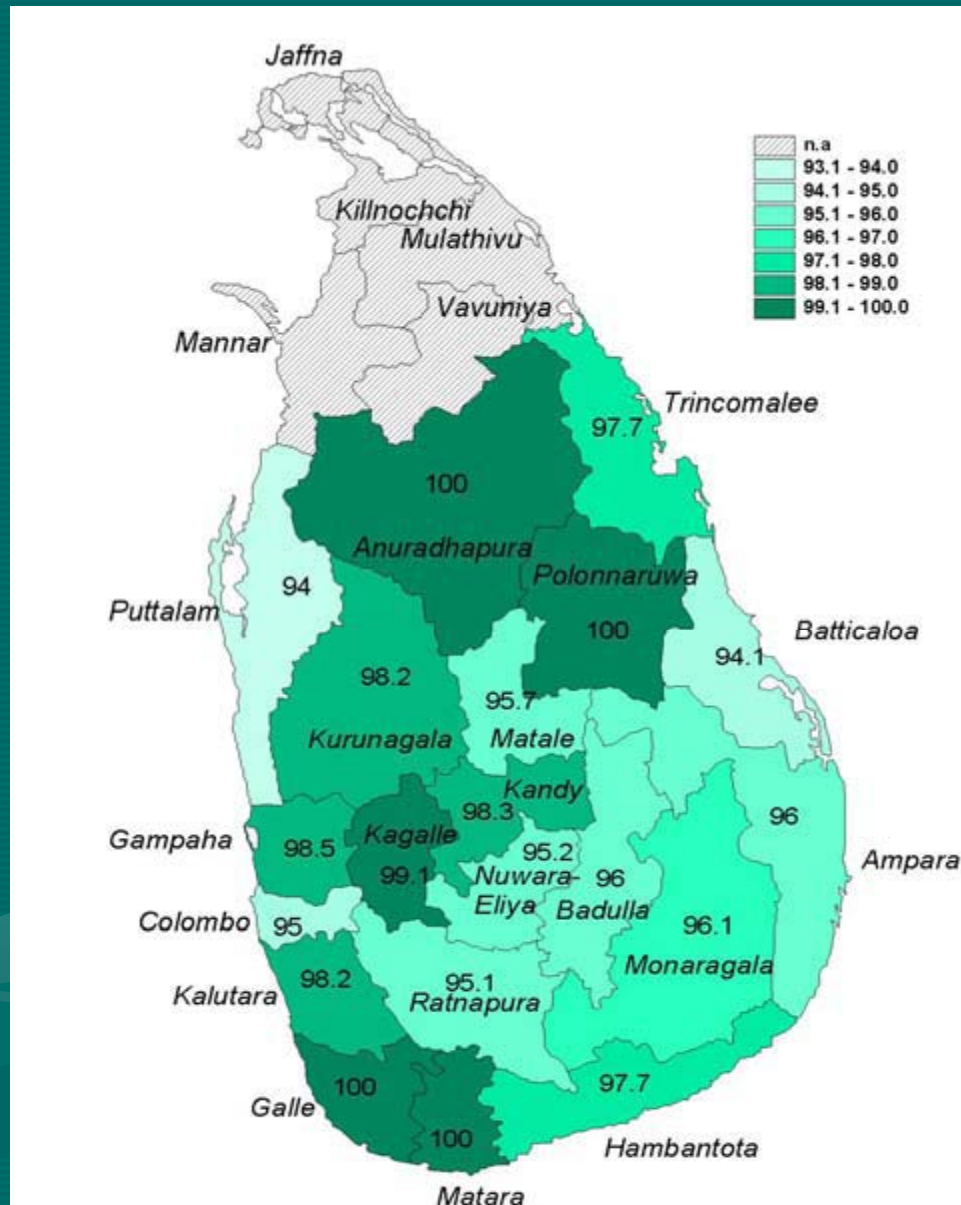 Jaffna
n.a
93.1 - 94.0
94.1 - 95.0
95.1 - 96.0
96.1 - 97.0
97.1 - 98.0
98.1 - 99.0
99.1 - 100.0
Killnochchi
Mulathivu
Vavuniya
Mannar
Trincomalee
97.7
100
Anuradhapura
Polonnaruwa
94
Puttalam
100
Batticaloa
94.1
98.2
95.7
Kurunagala
Matale
Kandy
98.3
96
Gampaha
98.5
Kagalle
95.2
Ampara
99.1
Nuwara-
Eliya
96
Badulla
Colombo
95
96.1
Monaragala
98.2
95.1
Kalutara
Ratnapura
100
97.7
Galle
100
Hambantota
Matara